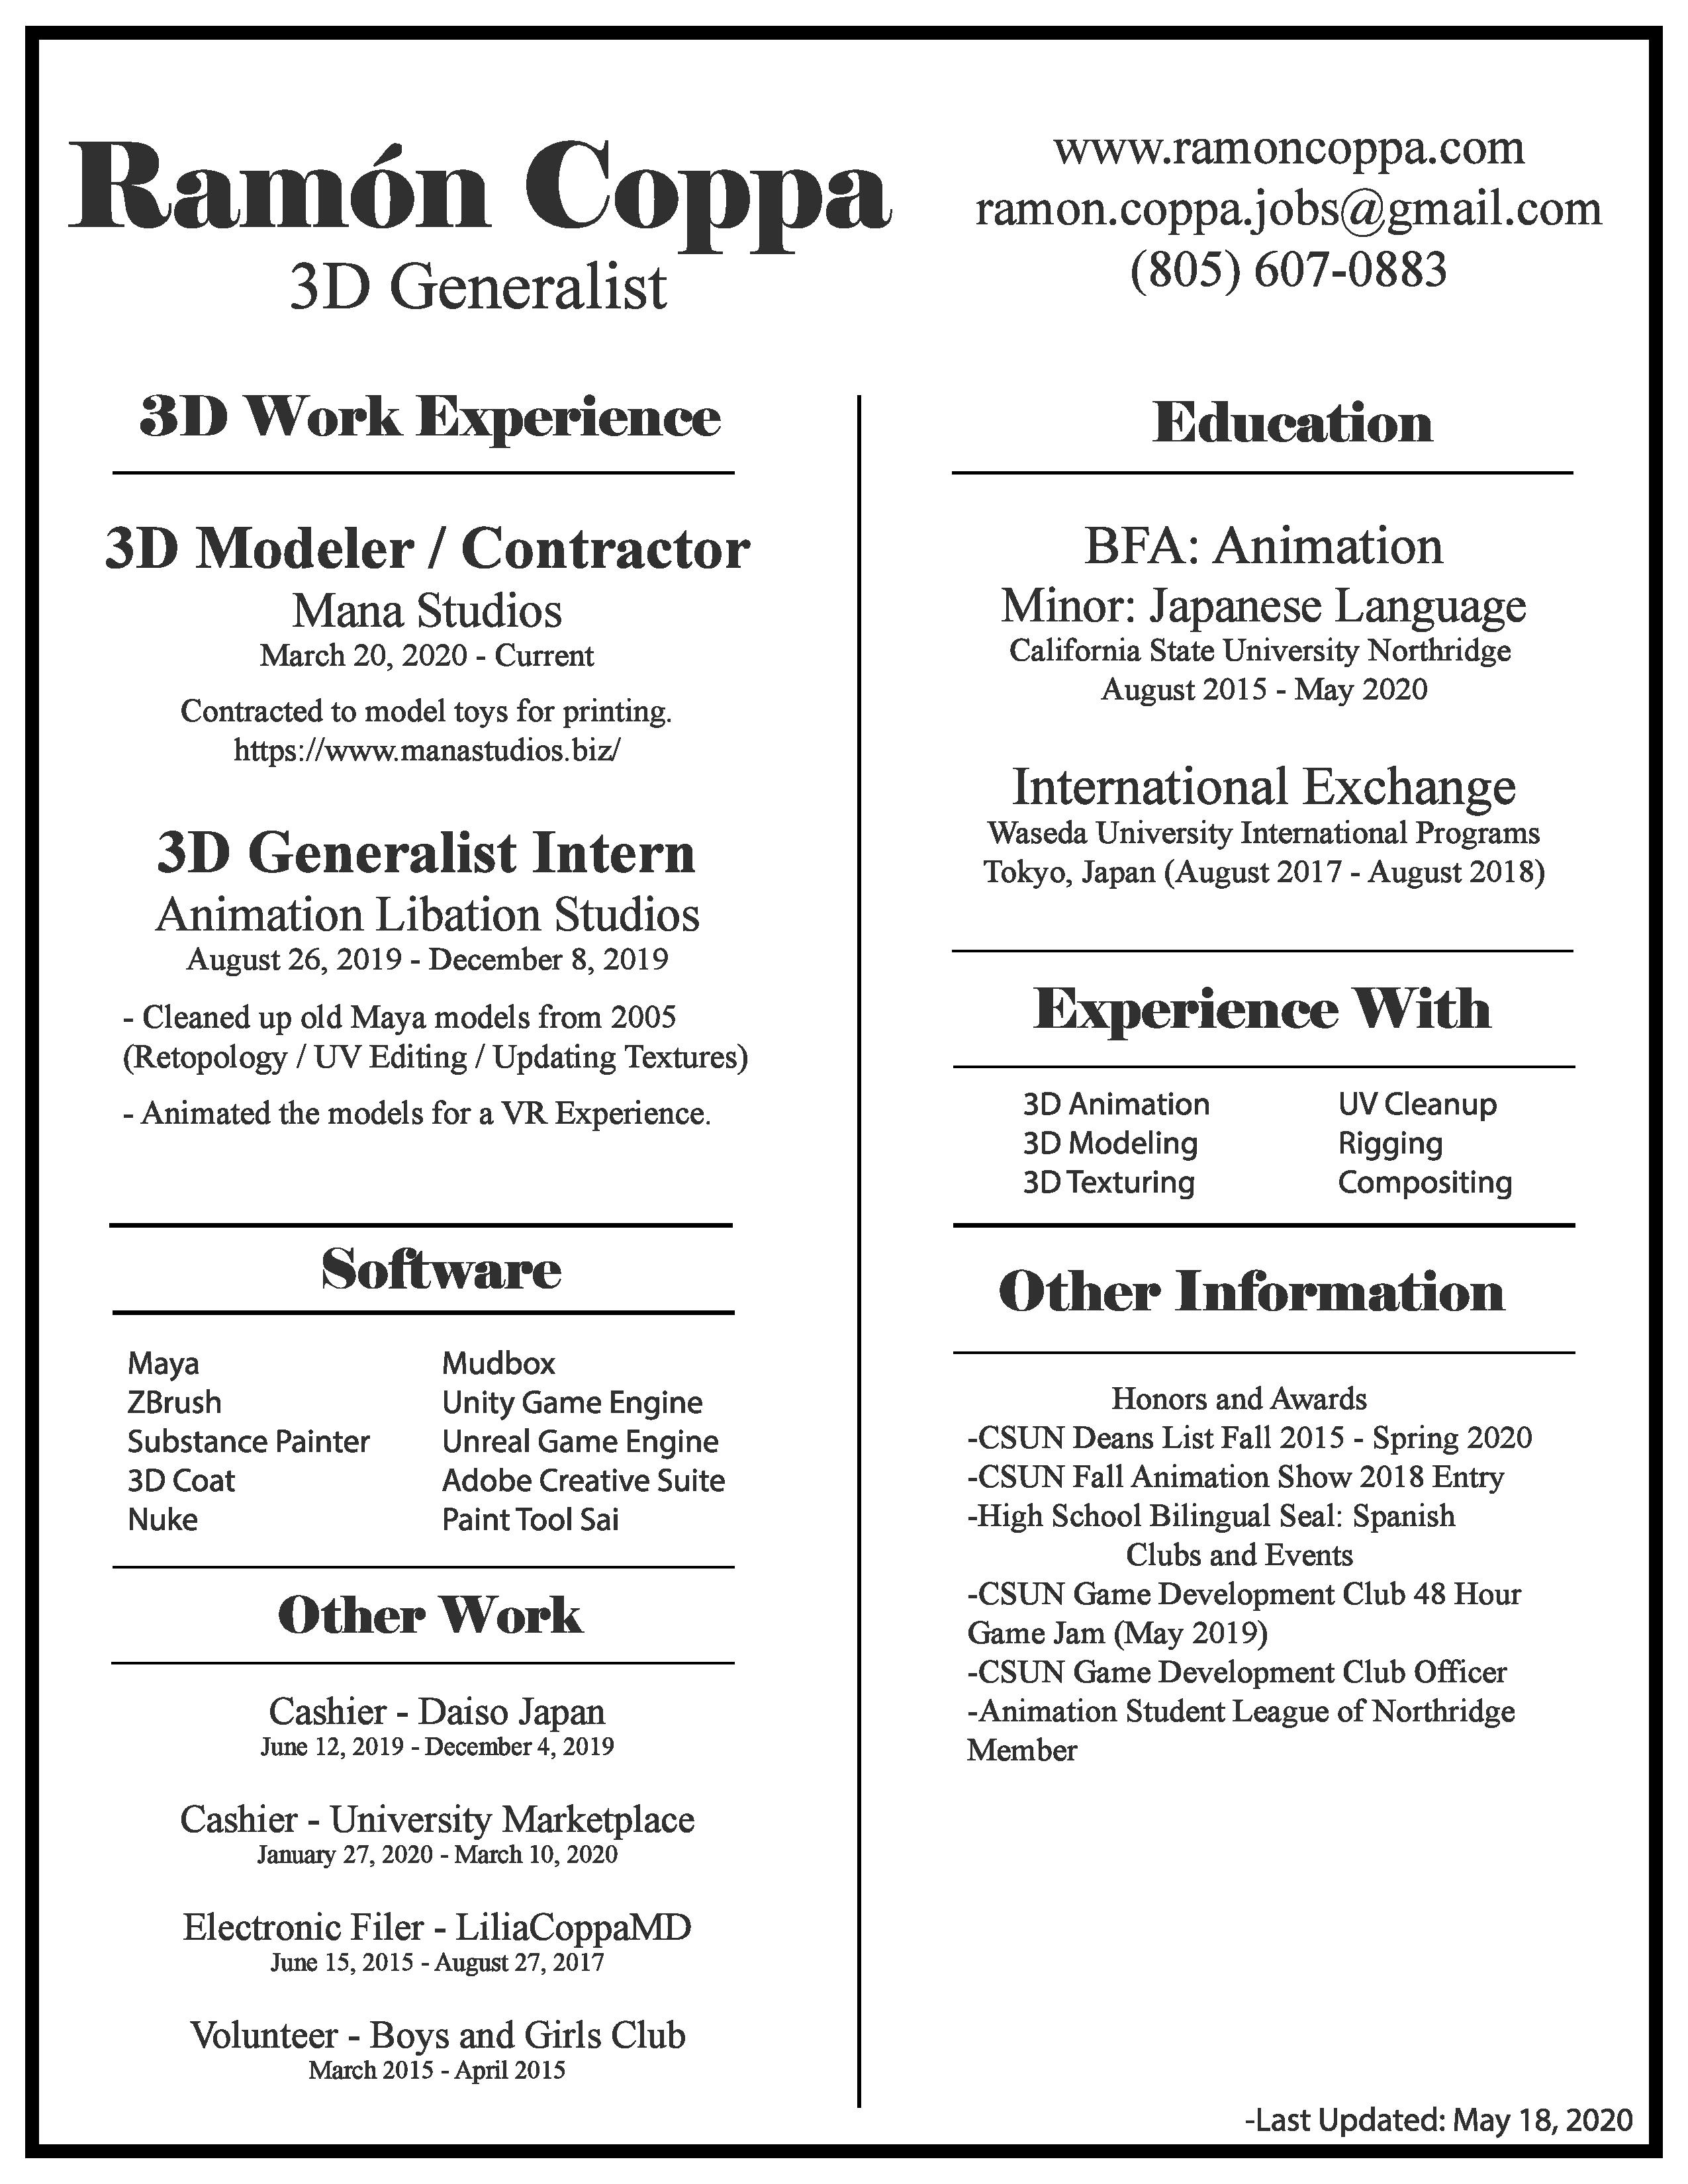 Ramón Coppa
3D Generalist
www.ramoncoppa.com
ramon.coppa.jobs@gmail.com
(805) 607-0883
3D Work Experience
3D Modeler / Contractor
Mana Studios
March 20, 2020 - Current
Contracted to model toys for printing.
https://www.manastudios.biz/
3D Generalist Intern
Animation Libation Studios
August 26, 2019 - December 8, 2019
- Cleaned up old Maya models from 2005
(Retopology / UV Editing / Updating Textures)
- Animated the models for a VR Experience.
Software
Maya
ZBrush
Substance Painter
3D Coat
Nuke
Mudbox
Unity Game Engine
Unreal Game Engine
Adobe Creative Suite
Paint Tool Sai
Other Work
Cashier - Daiso Japan
June 12, 2019 - December 4, 2019
Cashier - University Marketplace
January 27, 2020 - March 10, 2020
Electronic Filer - LiliaCoppaMD
June 15, 2015 - August 27, 2017
Volunteer - Boys and Girls Club
March 2015 - April 2015
Education
BFA: Animation
Minor: Japanese Language
California State University Northridge
August 2015 - May 2020
International Exchange
Waseda University International Programs
Tokyo, Japan (August 2017 - August 2018)
Experience With
3D Animation
3D Modeling
3D Texturing
UV Cleanup
Rigging
Compositing
Other Information
Honors and Awards
-CSUN Deans List Fall 2015 - Spring 2020
-CSUN Fall Animation Show 2018 Entry
-High School Bilingual Seal: Spanish
Clubs and Events
-CSUN Game Development Club 48 Hour
Game Jam (May 2019)
-CSUN Game Development Club Officer
-Animation Student League of Northridge
Member
-Last Updated: May 18, 2020